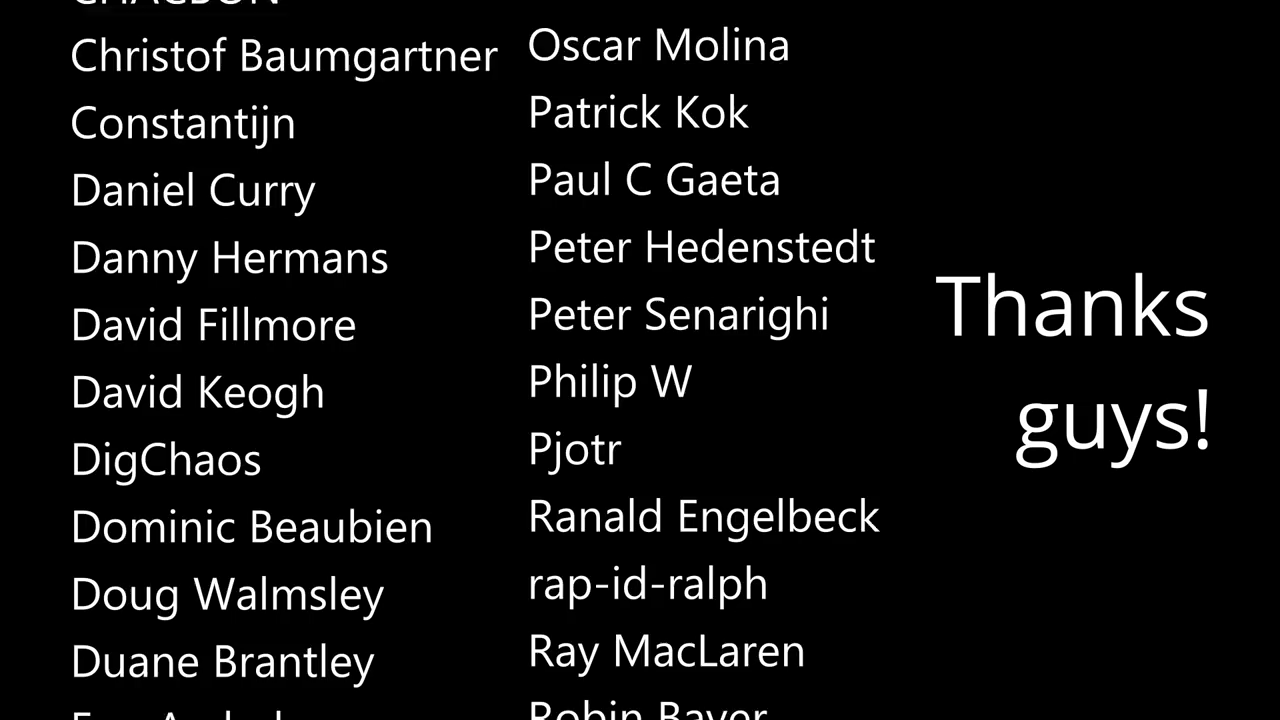 Christof Baumgartner
Constantijn
Daniel Curry
Danny Hermans
David Fillmore
David Keogh
DigChaos
Dominic Beaubien
Doug Walmsley
Duane Brantley
Oscar Molina
Patrick Kok
Paul C Gaeta
Peter Hedenstedt
Peter Senarighi
Philip W
Pjotr
Ranald Engelbeck
rap-id-ralph
Ray MacLaren
Robin Bayer
Thanks
guys!